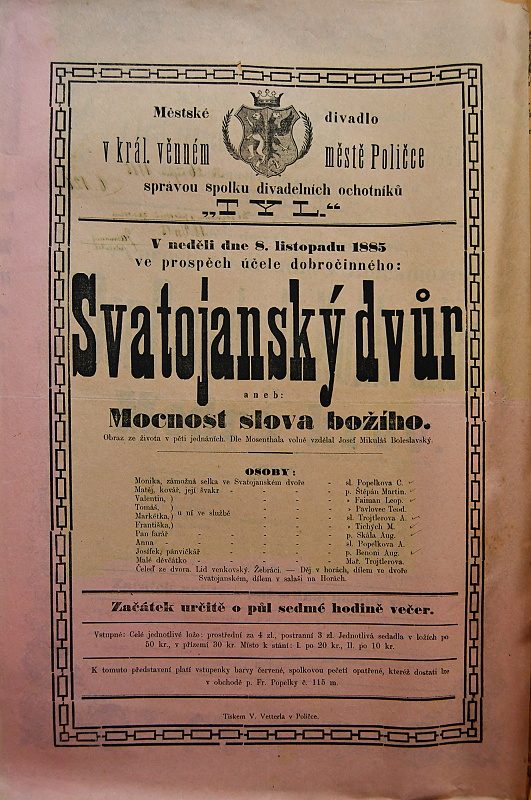 Městské divadlo
v král. věnném městě Poličce
správou spolku divadelních ochotníků
„TYL.“
V neděli dne 8. listopadu 1885
ve prospěch účele dobročinného:
Svatojanský dvůr
aneb:
Mocnost slova božího.
Obraz ze života v pěti jednáních. Dle Mosenthala volně vzdělal Josef Mikuláš Boleslavský.
OSOBY:
Monika, zámožná selka ve Svatojanském dvoře - sl. Popelkova C.
Matěj, kovář, její švakr - - - - p. Štěpán Martin.
Valentin, ) - - - » Faiman Leop.
Tomáš, ) - - - » Pavlovec Teod.
Markétka, ) u ní ve službě - - - sl. Trojtlerova A.
Františka, ) - - - » Tichých M.
Pan farář - - - - - p. Skála Aug.
Anna - - - - - - sl. Popelkova A.
Josífek, pánvičkář - - - - p. Benoni Aug.
Malé děvčátko - - - - - Mař. Trojtlerova.
Čeleď ze dvora. Lid venkovský. Žebráci. — Děj v horách, dílem ve dvoře
Svatojanském, dílem v salaši na Horách.
Začátek určitě o půl sedmé hodině večer.
Vstupné: Celé jednotlivé lože: prostřední za 4 zl., postranní 3 zl. Jednotlivá sedadla v ložích po
50 kr., v přízemí 30 kr. Místo k stání: I. po 20 kr., II. po 10 kr.
K tomuto představení platí vstupenky barvy červené, spolkovou pečetí opatřené, kteréž dostati lze
v obchodě p. Fr. Popelky č. 115 m.
Tiskem V. Vetterla v Poličce.